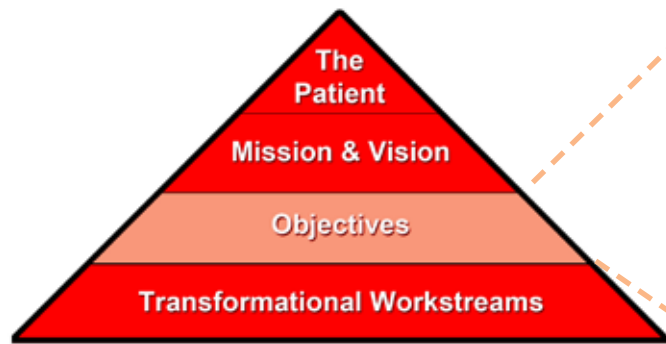 The
Patient
Mission & Vision
Objectives
Transformational Workstreams